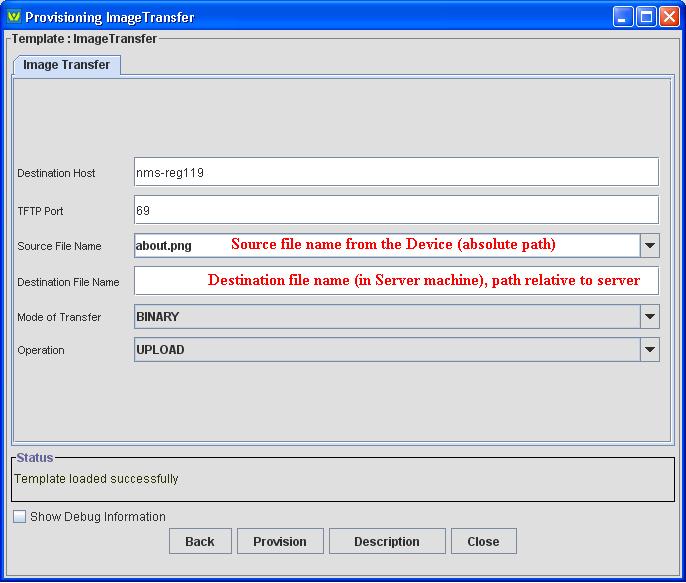 Provisioning ImageTransfer
Template : ImageTransfer
Image Transfer
Destination Host nms-reg119
TFTP Port 69
Source File Name about.png Source file name from the Device (absolute path)
Destination File Name Destination file name (in Server machine), path relative to server
Mode of Transfer BINARY
Operation UPLOAD
Status
Template loaded successfully
Show Debug Information
Back Provision Description Close